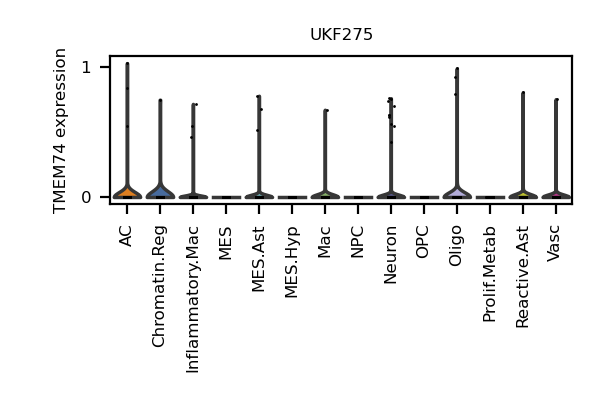 UKF275
TMEM74 expression
1
0
AC
Chromatin.Reg
Inflammatory.Mac
MES
MES.Ast
MES.Hyp
Mac
NPC
Neuron
OPC
Oligo
Prolif.Metab
Reactive.Ast
Vasc